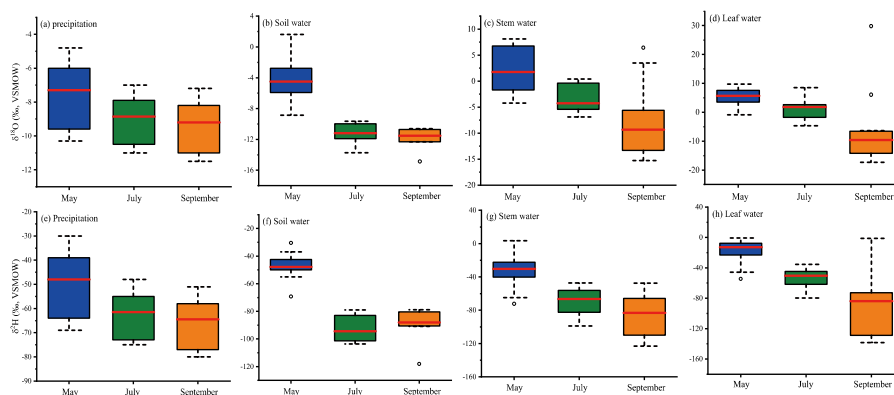 (a) precipitation
δ¹⁸O (‰, VSMOW)
-4
-6
-8
-10
-12
May July September
(b) Soil water
4
0
-4
-8
-12
-16
May July September
(c) Stem water
10
5
0
-5
-10
-15
-20
May July September
(d) Leaf water
30
20
10
0
-10
-20
May July September
(e) Precipitation
δ²H (‰, VSMOW)
-20
-30
-40
-50
-60
-70
-80
-90
May July September
(f) Soil water
-20
-40
-60
-80
-100
-120
May July September
(g) Stem water
40
0
-40
-80
-120
-160
May July September
(h) Leaf water
40
0
-40
-80
-120
-160
May July September